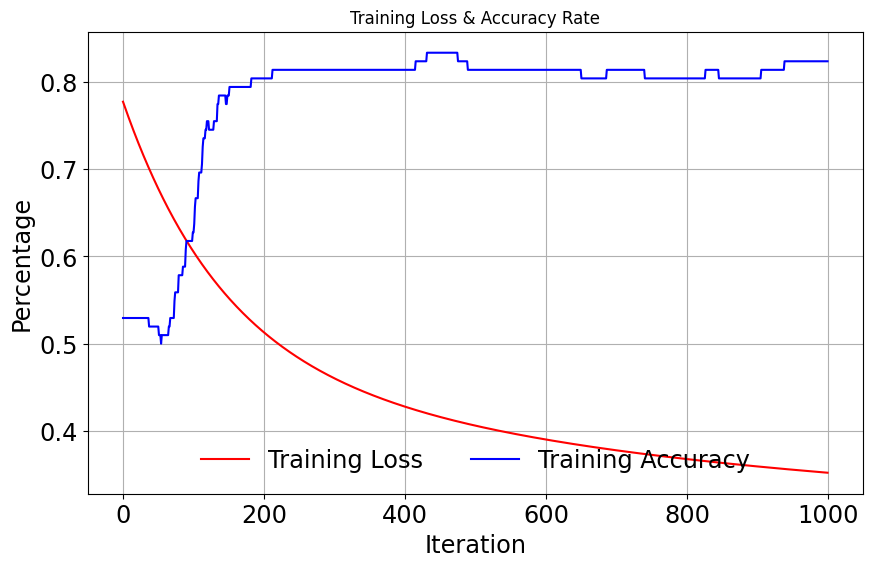 Training Loss & Accuracy Rate
Percentage
0.8
0.7
0.6
0.5
0.4
Training Loss
Training Accuracy
0 200 400 600 800 1000
Iteration